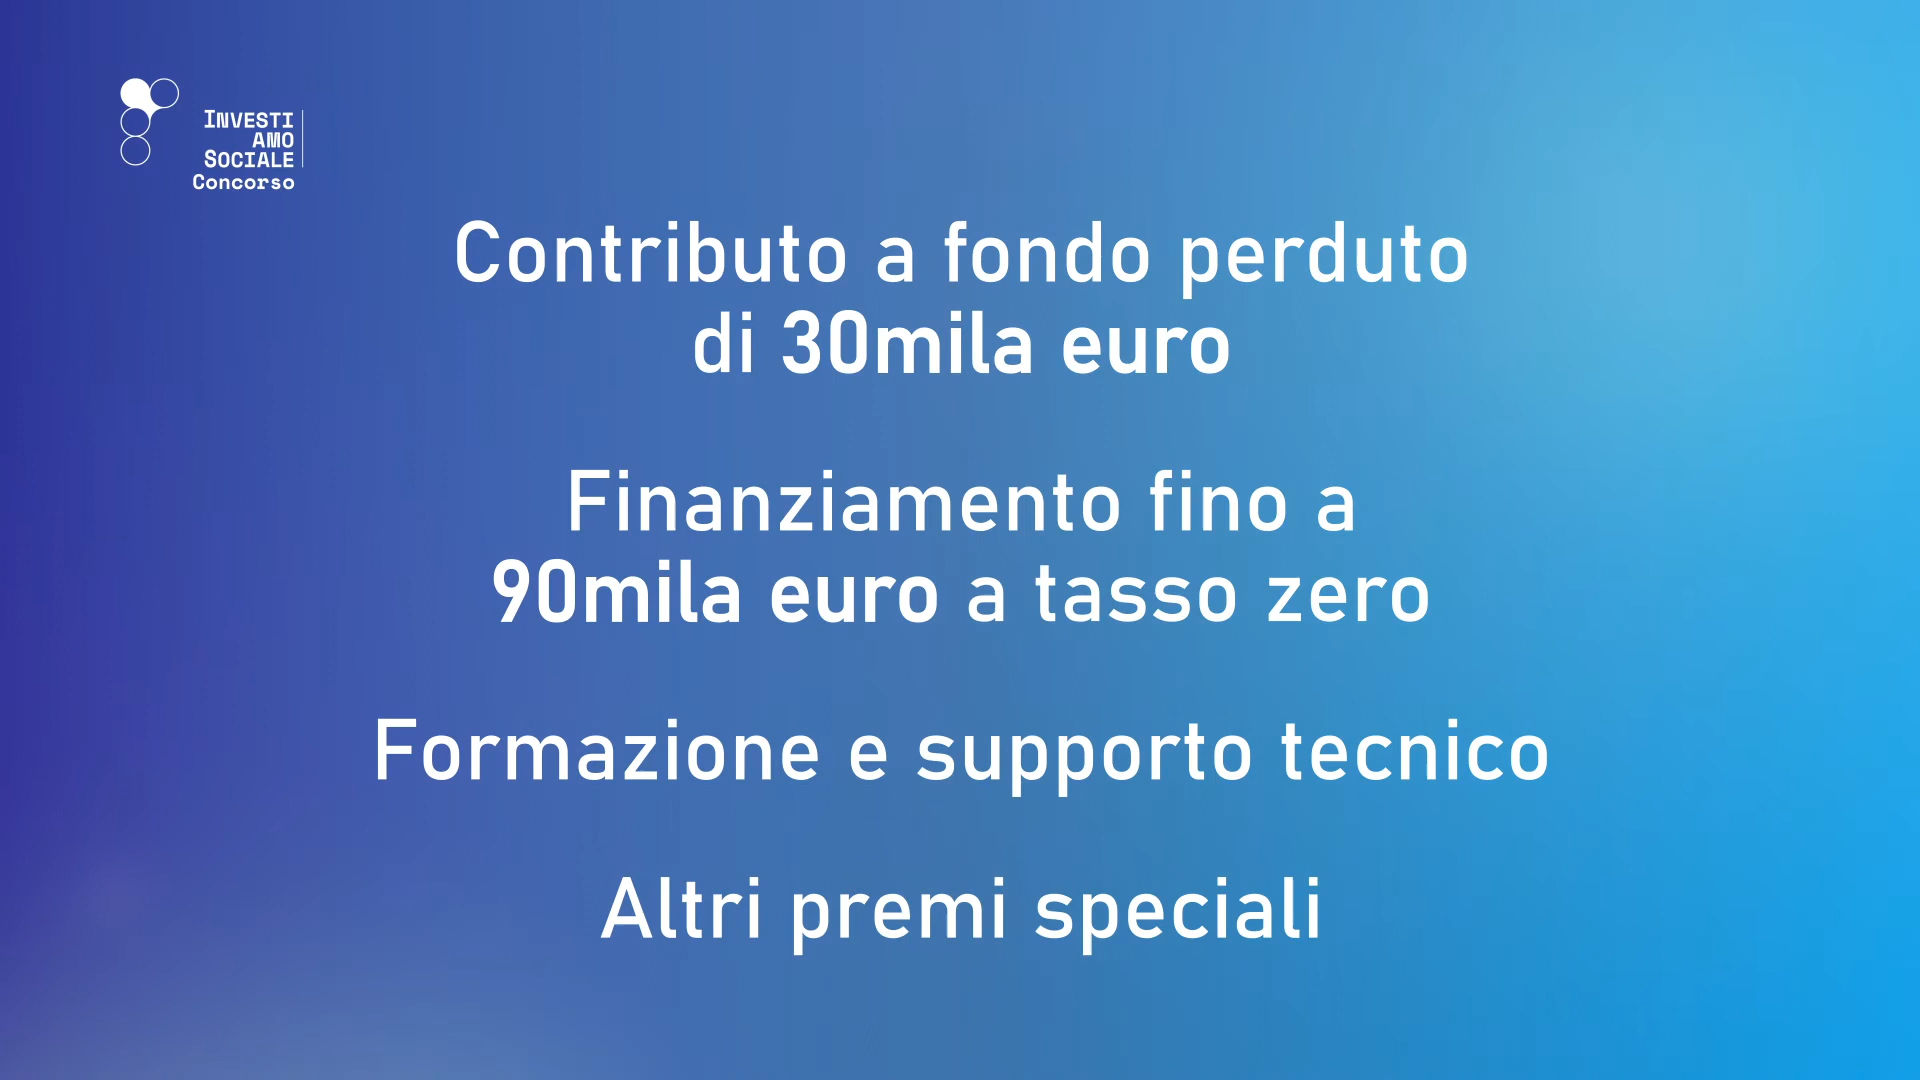 INVESTI
AMO
SOCIALE
Concorso
Contributo a fondo perduto
di 30mila euro
Finanziamento fino a
90mila euro a tasso zero
Formazione e supporto tecnico
Altri premi speciali